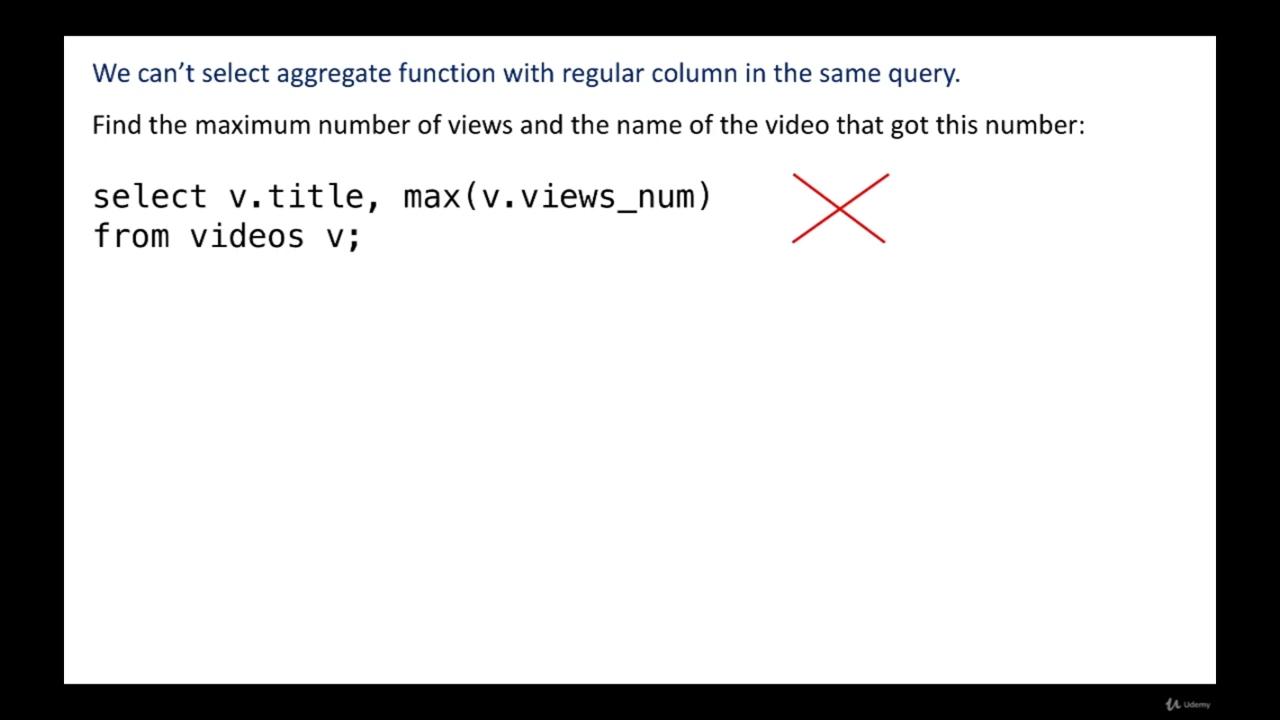 We can’t select aggregate function with regular column in the same query.
Find the maximum number of views and the name of the video that got this number:
select v.title, max(v.views_num)
from videos v;
Udemy